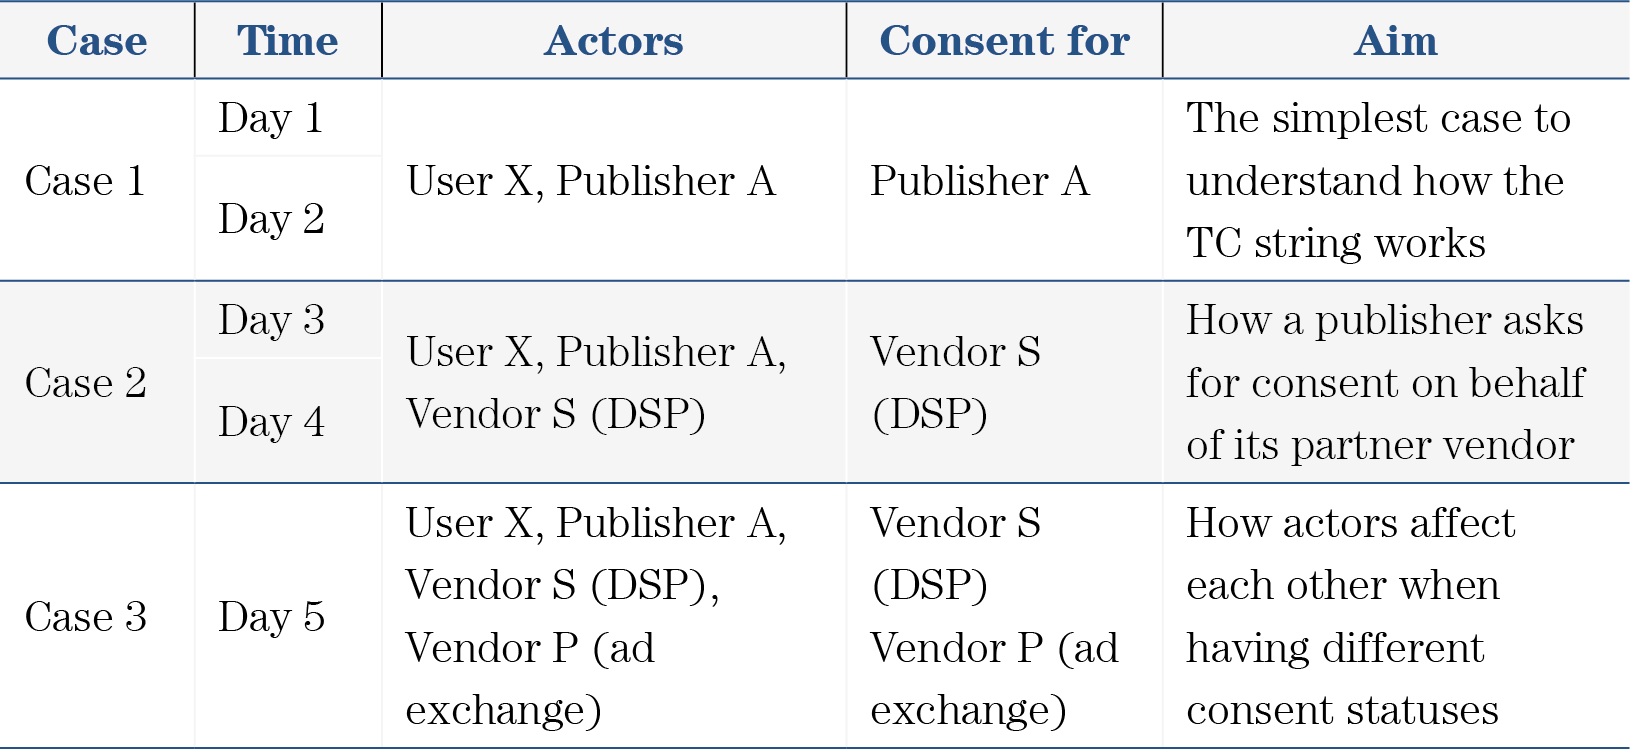 Case Time Actors Consent for Aim
Case 1
Day 1
Day 2
User X, Publisher A
Publisher A
The simplest case to
understand how the
TC string works
Case 2
Day 3
Day 4
User X, Publisher A,
Vendor S (DSP)
Vendor S
(DSP)
How a publisher asks
for consent on behalf
of its partner vendor
Case 3
Day 5
User X, Publisher A,
Vendor S (DSP),
Vendor P (ad
exchange)
Vendor S
(DSP)
Vendor P (ad
exchange)
How actors affect
each other when
having different
consent statuses